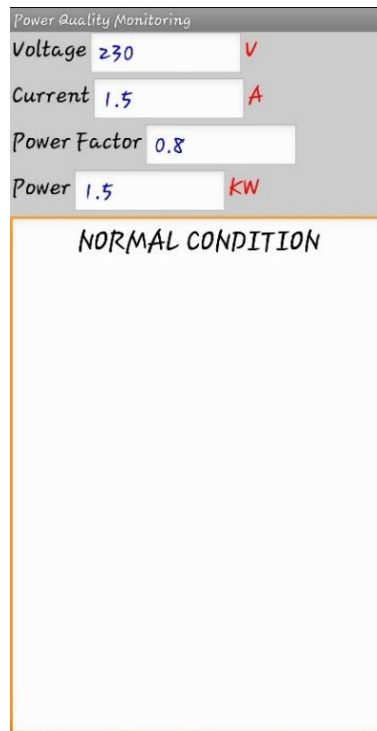 Power Quality Monitoring
Voltage 230 V
Current 1.5 A
Power Factor 0.8
Power 1.5 KW
NORMAL CONDITION